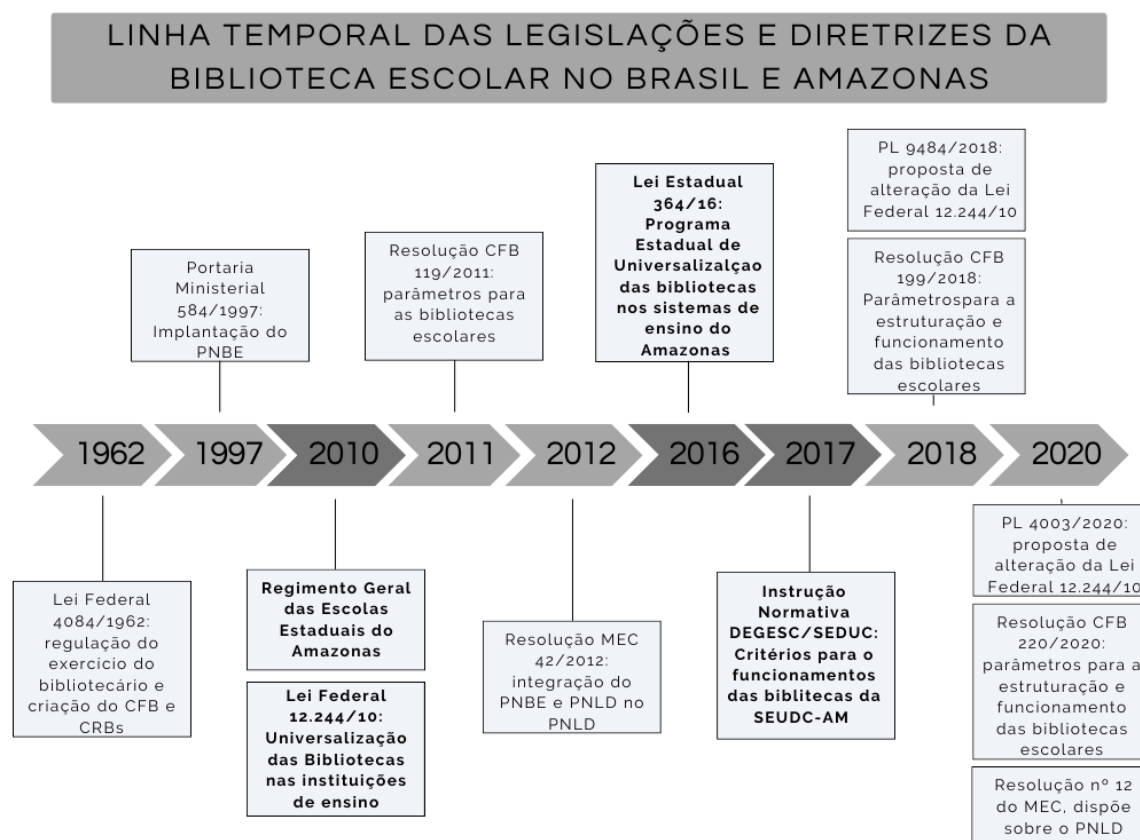 LINHA TEMPORAL DAS LEGISLAÇÕES E DIRETRIZES DA
BIBLIOTECA ESCOLAR NO BRASIL E AMAZONAS
Portaria
Ministerial
584/1997:
Implantação do
PNBE
Resolução CFB
119/2011:
parâmetros para
as bibliotecas
escolares
Lei Estadual
364/16:
Programa
Estadual de
Universalizalçao
das bibliotecas
nos sistemas de
ensino do
Amazonas
PL 9484/2018:
proposta de
alteração da Lei
Federal 12.244/10
Resolução CFB
199/2018:
Parâmetrospara a
estruturação e
funcionamento
das bibliotecas
escolares
1962
1997
2010
2011
2012
2016
2017
2018
2020
Lei Federal
4084/1962:
regulação do
exercício do
bibliotecário e
criação do CFB e
CRBs
Regimento Geral
das Escolas
Estaduais do
Amazonas
Lei Federal
12.244/10:
Universalização
das Bibliotecas
nas instituições
de ensino
Resolução MEC
42/2012:
integração do
PNBE e PNLD no
PNLD
Instrução
Normativa
DEGESC/SEDUC:
Critérios para o
funcionamentos
das biblitecas da
SEUDC-AM
PL 4003/2020:
proposta de
alteração da Lei
Federal 12.244/10
Resolução CFB
220/2020:
parâmetros para a
estruturação e
funcionamento
das bibliotecas
escolares
Resolução nº 12
do MEC, dispõe
sobre o PNLD